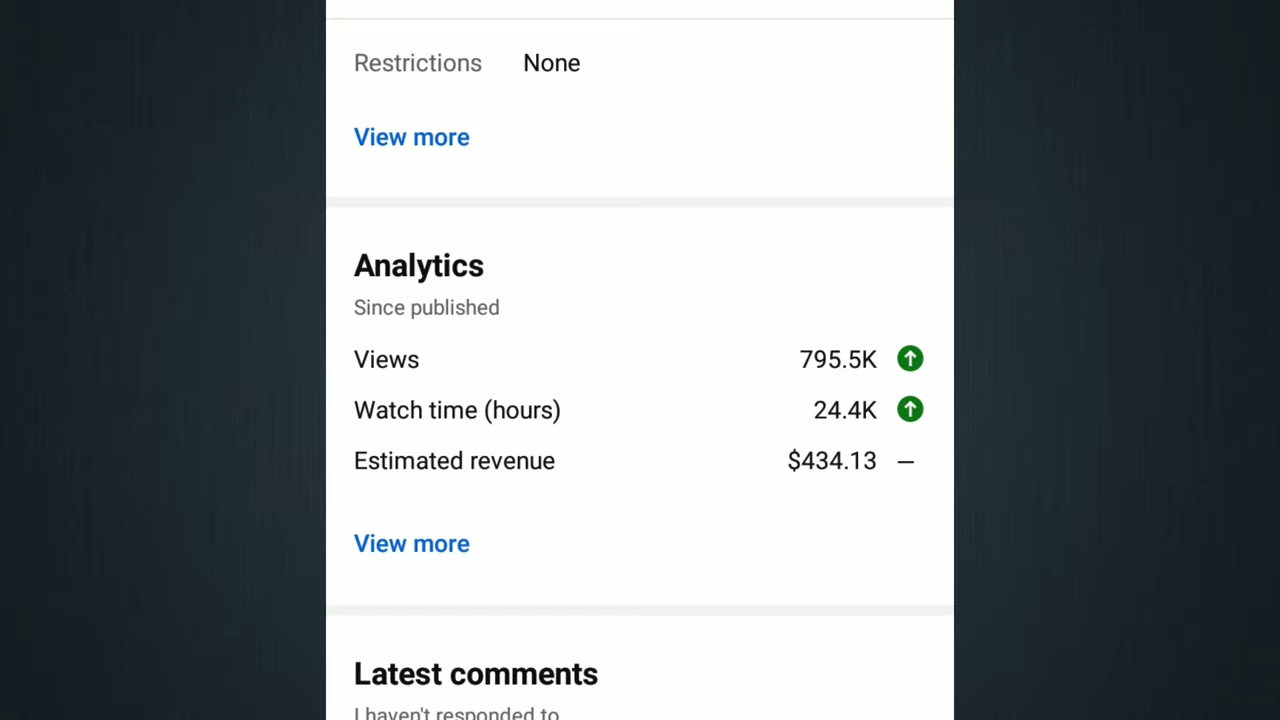 Restrictions None
View more
Analytics
Since published
Views 795.5K
Watch time (hours) 24.4K
Estimated revenue $434.13 —
View more
Latest comments
I haven't responded to